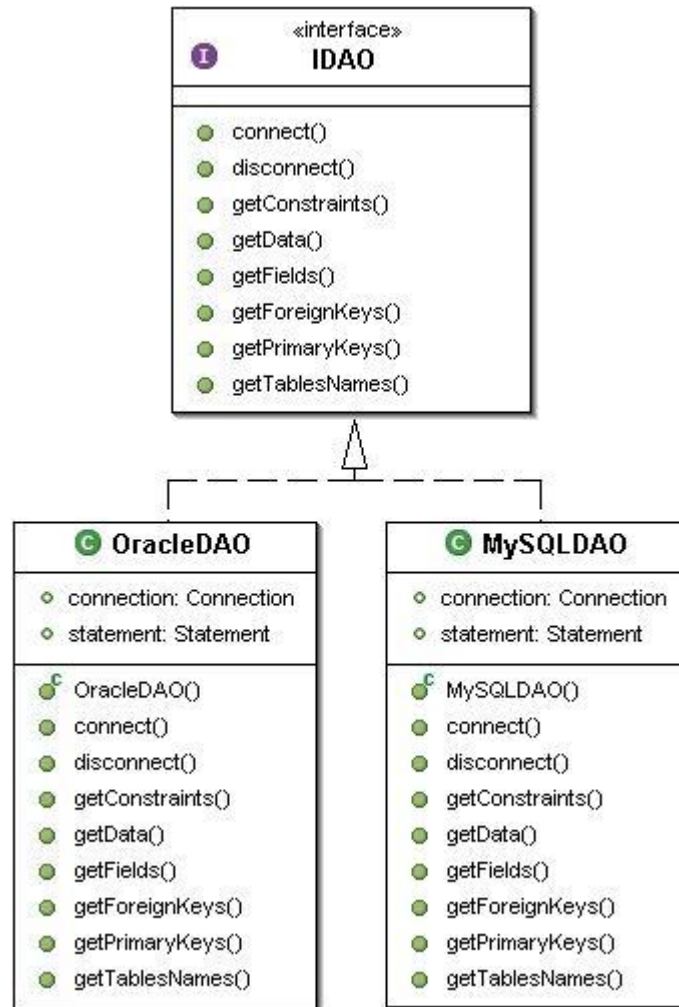 «interface»
I IDAO
connect()
disconnect()
getConstraints()
getData()
getFields()
getForeignKeys()
getPrimaryKeys()
getTablesNames()
C OracleDAO
connection: Connection
statement: Statement
C OracleDAO()
connect()
disconnect()
getConstraints()
getData()
getFields()
getForeignKeys()
getPrimaryKeys()
getTablesNames()
C MySQLDAO
connection: Connection
statement: Statement
C MySQLDAO()
connect()
disconnect()
getConstraints()
getData()
getFields()
getForeignKeys()
getPrimaryKeys()
getTablesNames()